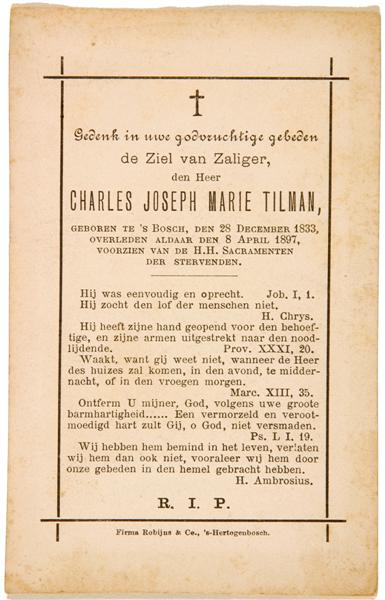 Gedenk in uwe godvruchtige gebeden
de Ziel van Zaliger,
den Heer
CHARLES JOSEPH MARIE TILMAN,
GEBOREN TE 'S BOSCH, DEN 28 DECEMBER 1833,
OVERLEDEN ALDAAR DEN 8 APRIL 1897,
VOORZIEN VAN DE H.H. SACRAMENTEN
DER STERVENDEN.
Hij was eenvoudig en oprecht. Job. I, 1.
Hij zocht den lof der menschen niet.
H. Chrys.
Hij heeft zijne hand geopend voor den behoef-
tige, en zijne armen uitgestrekt naar den nood-
lijdende. Prov. XXXI, 20.
Waakt, want gij weet niet, wanneer de Heer
des huizes zal komen, in den avond, te midder-
nacht, of in den vroegen morgen.
Marc. XIII, 35.
Ontferm U mijner, God, volgens uwe groote
barmhartigheid...... Een vermorzeld en veroot-
moedigd hart zult Gij, o God, niet versmaden.
Ps. L I. 19.
Wij hebben hem bemind in het leven, verlaten
wij hem dan ook niet, vooraleer wij hem door
onze gebeden in den hemel gebracht hebben.
H. Ambrosius.
R. I. P.
Firma Robijns & Co., 's-Hertogenbosch.